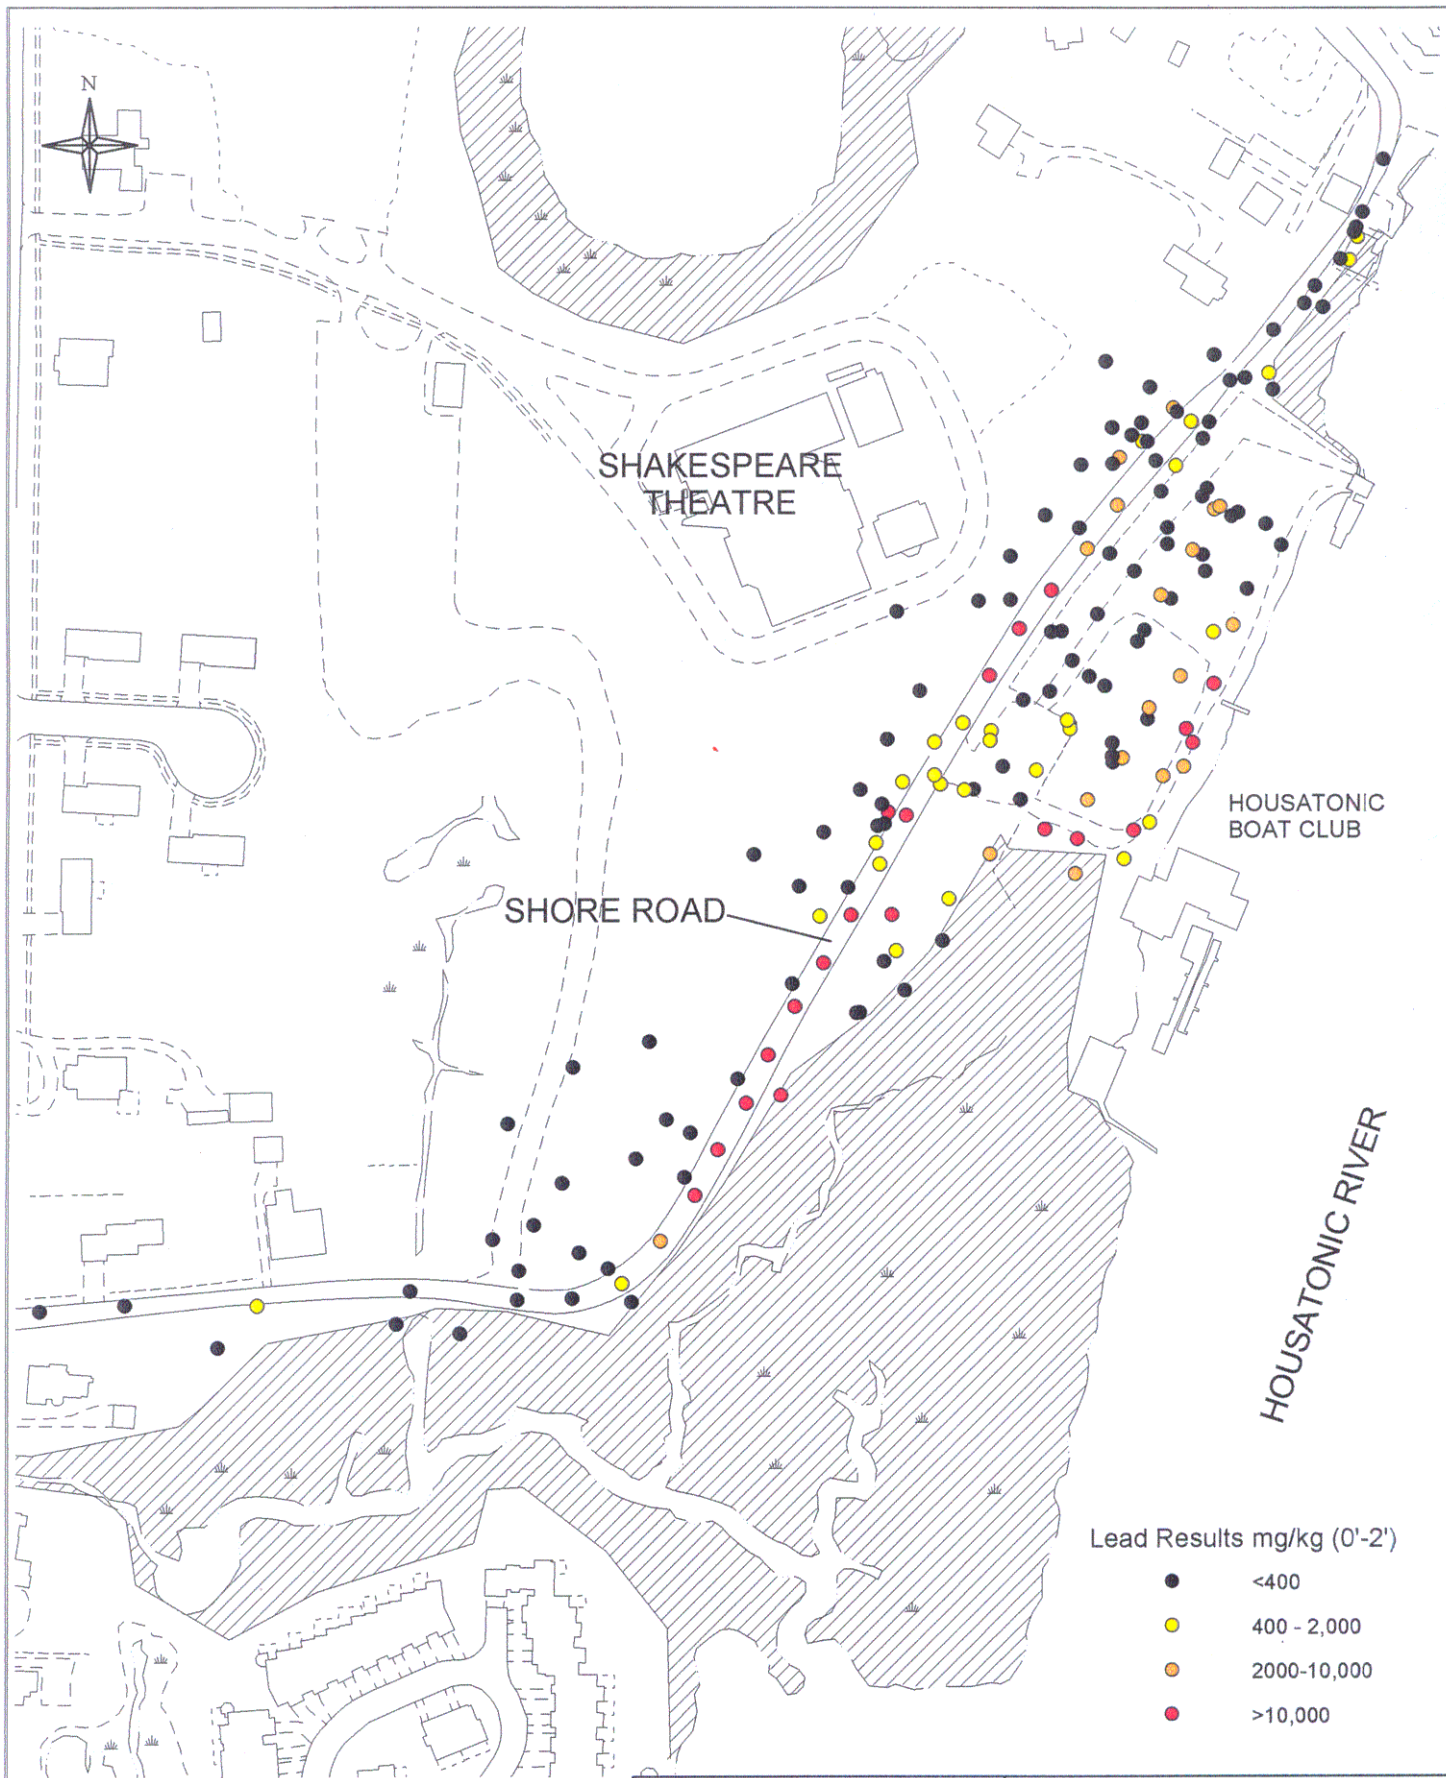 N
SHAKESPEARE
THEATRE
HOUSATONIC
BOAT CLUB
SHORE ROAD
HOUSATONIC RIVER
Lead Results mg/kg (0'-2')
<400
400 - 2,000
2000-10,000
>10,000